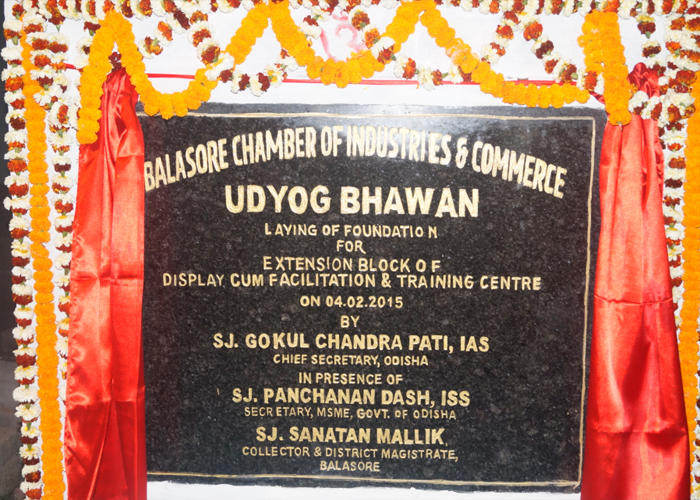 BALASORE CHAMBER OF INDUSTRIES & COMMERCE
UDYOG BHAWAN
LAYING OF FOUNDATION
FOR
EXTENSION BLOCK OF
DISPLAY CUM FACILITATION & TRAINING CENTRE
ON 04.02.2015
BY
SJ. GOKUL CHANDRA PATI, IAS
CHIEF SECRETARY, ODISHA
IN PRESENCE OF
SJ. PANCHANAN DASH, ISS
SECRETARY, MSME, GOVT. OF ODISHA
SJ. SANATAN MALLIK,
COLLECTOR & DISTRICT MAGISTRATE,
BALASORE